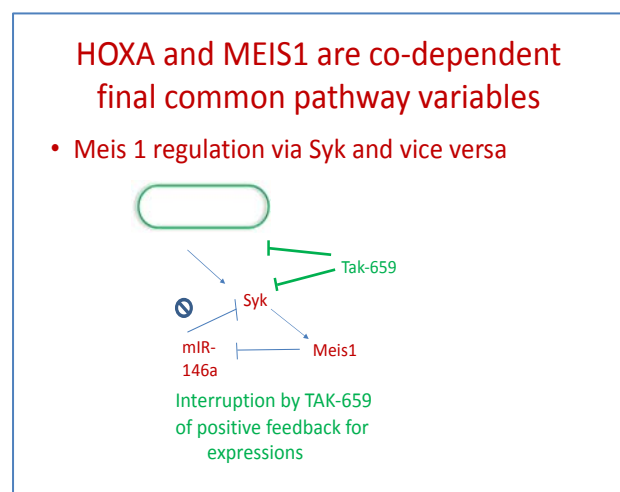 HOXA and MEIS1 are co-dependent
final common pathway variables
• Meis 1 regulation via Syk and vice versa
Tak-659
Syk
mIR-
146a
Meis1
Interruption by TAK-659
of positive feedback for
expressions